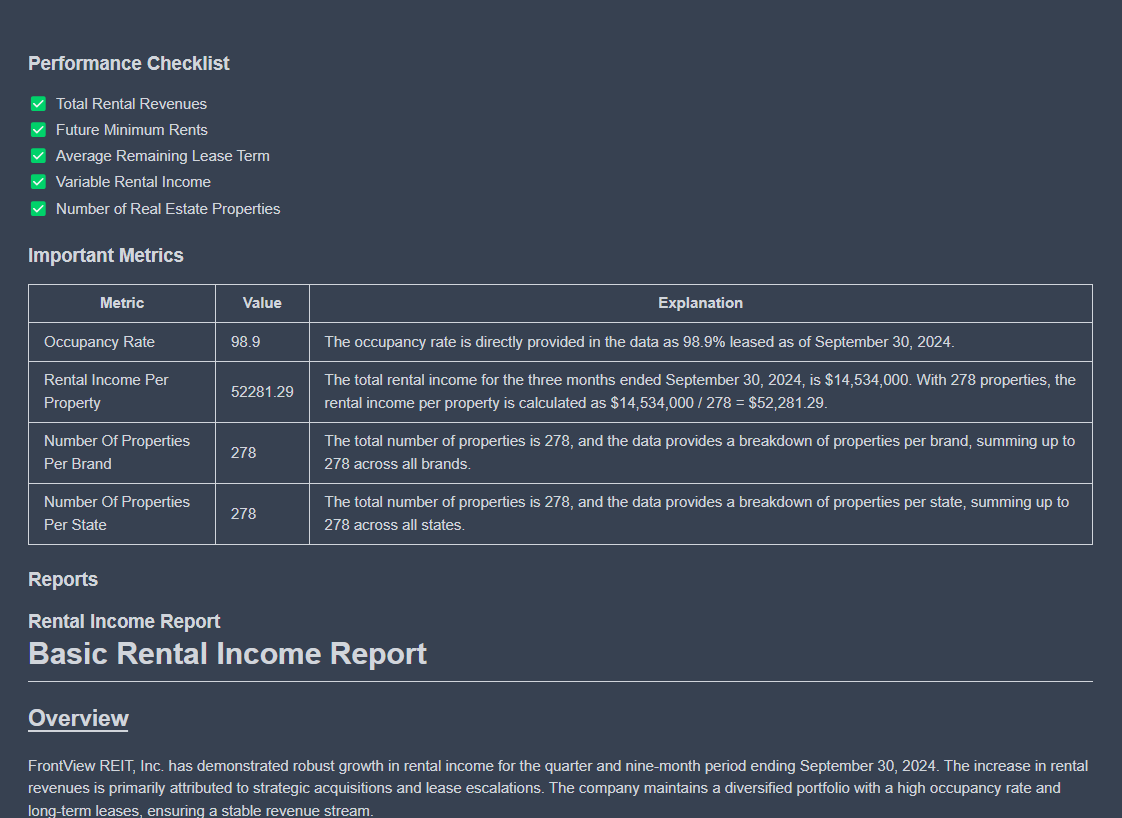 Performance Checklist
Total Rental Revenues
Future Minimum Rents
Average Remaining Lease Term
Variable Rental Income
Number of Real Estate Properties
Important Metrics
Metric Value Explanation
Occupancy Rate 98.9 The occupancy rate is directly provided in the data as 98.9% leased as of September 30, 2024.
Rental Income Per
Property
52281.29
The total rental income for the three months ended September 30, 2024, is $14,534,000. With 278 properties, the
rental income per property is calculated as $14,534,000 / 278 = $52,281.29.
Number Of Properties
Per Brand
278
The total number of properties is 278, and the data provides a breakdown of properties per brand, summing up to
278 across all brands.
Number Of Properties
Per State
278
The total number of properties is 278, and the data provides a breakdown of properties per state, summing up to
278 across all states.
Reports
Rental Income Report
Basic Rental Income Report
Overview
FrontView REIT, Inc. has demonstrated robust growth in rental income for the quarter and nine-month period ending September 30, 2024. The increase in rental
revenues is primarily attributed to strategic acquisitions and lease escalations. The company maintains a diversified portfolio with a high occupancy rate and
long-term leases, ensuring a stable revenue stream.